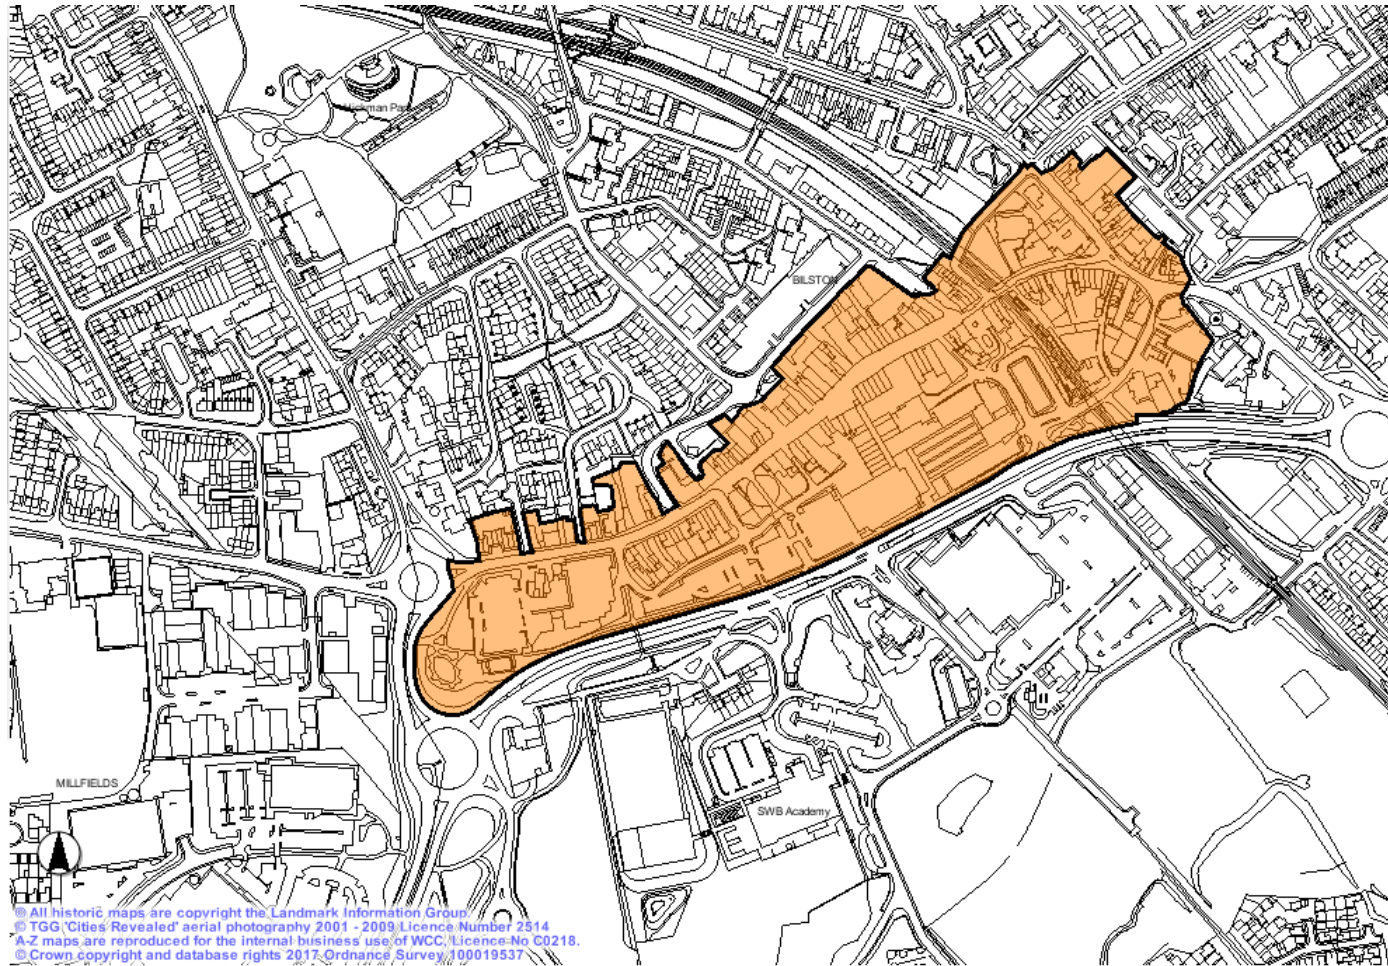 Hickman Park
BILSTON
MILLFIELDS
SWB Academy
© All historic maps are copyright the Landmark Information Group.
© TGG 'Cities Revealed' aerial photography 2001 - 2009 Licence Number 2514
A-Z maps are reproduced for the internal business use of WCC. Licence No C0218.
© Crown copyright and database rights 2017 Ordnance Survey 100019537